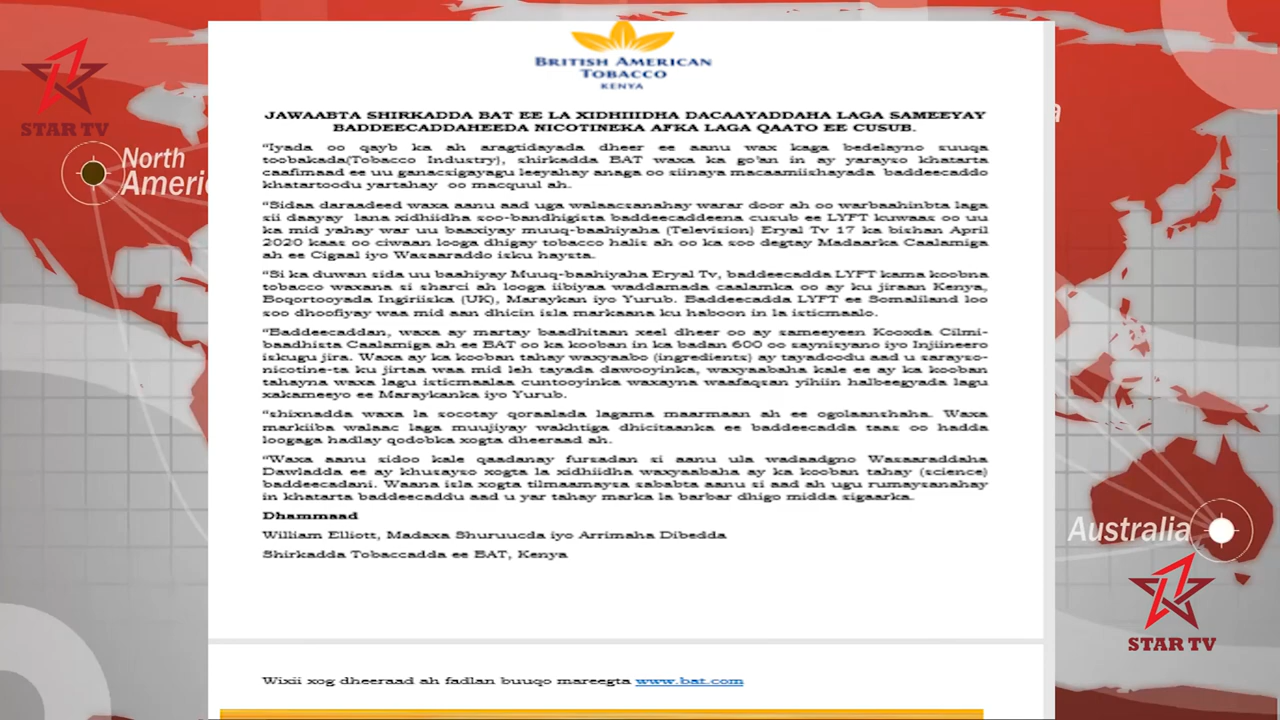 STAR TV
North
Ameri
BRITISH AMERICAN
TOBACCO
KENYA
JAWAABTA SHIRKADDA BAT EE LA XIDHIIIDHA DACAAYADDAHA LAGA SAMEEYAY
BADDEECADDAHEEDA NICOTINEKA AFKA LAGA QAATO EE CUSUB.
“Iyada oo qayb ka ah aragtidayada dheer ee aanu wax kaga bedelayno suuqa
toobakada(Tobacco Industry), shirkadda BAT waxa ka go’an in ay yarayso khatarta
caafimaad ee uu ganacsigayagu leeyahay anaga oo siinaya macaamiishayada baddeecaddo
khatartoodu yartahay oo macquul ah.
“Sidaa daraadeed waxa aanu aad uga walaacsanahay warar door ah oo warbaahinbta laga
sii daayay lana xidhiidha soo-bandhigista baddeecaddeena cusub ee LYFT kuwaas oo uu
ka mid yahay war uu baaxiyay muuq-baahiyaha (Television) Eryal Tv 17 ka bishan April
2020 kaas oo ciwaan looga dhigay tobacco halis ah oo ka soo degtay Madaarka Caalamiga
ah ee Cigaal iyo Wasaaraddo isku haysta.
“Si ka duwan sida uu baahiyay Muuq-baahiyaha Eryal Tv, baddeecadda LYFT kama koobna
tobacco waxana si sharci ah looga iibiyaa waddamada caalamka oo ay ku jiraan Kenya,
Boqortooyada Ingiriiska (UK), Maraykan iyo Yurub. Baddeecadda LYFT ee Somaliland loo
soo dhoofiyay waa mid aan dhicin isla markaana ku haboon in la isticmaalo.
“Baddeecaddan, waxa ay martay baadhitaan xeel dheer oo ay sameeyeen Kooxda Cilmi-
baadhista Caalamiga ah ee BAT oo ka kooban in ka badan 600 oo saynisyano iyo Injiineero
iskugu jira. Waxa ay ka kooban tahay waxyaabo (ingredients) ay tayadoodu aad u sarayso-
nicotine-ta ku jirtaa waa mid leh tayada dawooyinka, waxyaabaha kale ee ay ka kooban
tahayna waxa lagu isticmaalaa cuntooyinka waxayna waafaqsan yihiin halbeegyada lagu
xakameeyo ee Maraykanka iyo Yurub.
“shixnadda waxa la socotay qoraalada lagama maarmaan ah ee ogolaanshaha. Waxa
markiiba walaac laga muujiyay wakhtiga dhicitaanka ee baddeecadda taas oo hadda
loogaga hadlay qodobka xogta dheeraad ah.
“Waxa aanu sidoo kale qaadanay fursadan si aanu ula wadaadgno Wasaaraddaha
Dawladda ee ay khusayso xogta la xidhiidha waxyaabaha ay ka kooban tahay (science)
baddeecadani. Waana isla xogta tilmaamaysa sababta aanu si aad ah ugu rumaysanahay
in khatarta baddeecaddu aad u yar tahay marka la barbar dhigo midda sigaarka.
Dhammaad
William Elliott, Madaxa Shuruucda iyo Arrimaha Dibedda
Shirkadda Tobaccadda ee BAT, Kenya
Wixii xog dheeraad ah fadlan buuqo mareegta www.bat.com
a
Australia
STAR TV